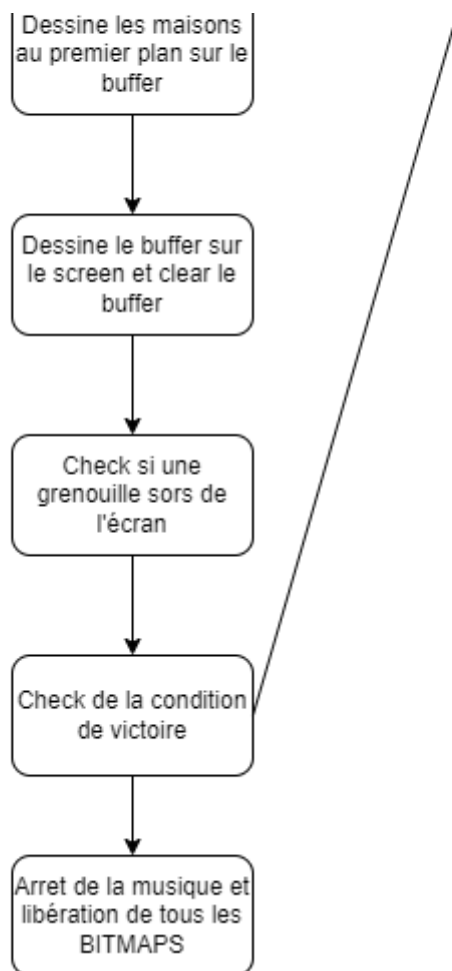 Dessine les maisons
au premier plan sur le
buffer
Dessine le buffer sur
le screen et clear le
buffer
Check si une
grenouille sors de
l'écran
Check de la condition
de victoire
Arret de la musique et
libération de tous les
BITMAPS